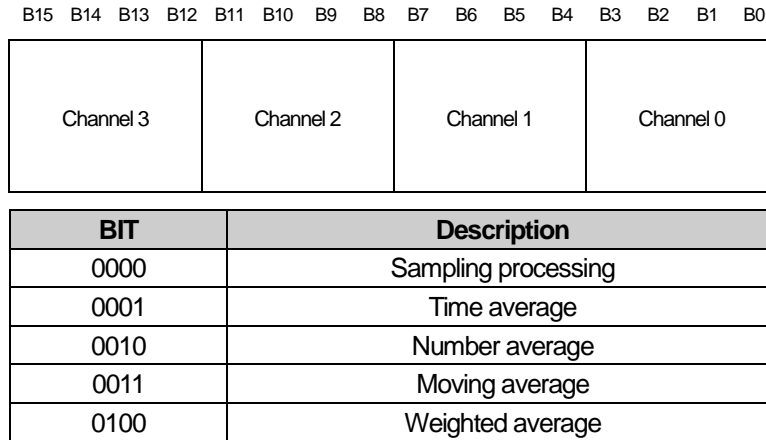 B15 B14 B13 B12 B11 B10 B9 B8 B7 B6 B5 B4 B3 B2 B1 B0
Channel 3 Channel 2 Channel 1 Channel 0
BIT Description
0000 Sampling processing
0001 Time average
0010 Number average
0011 Moving average
0100 Weighted average